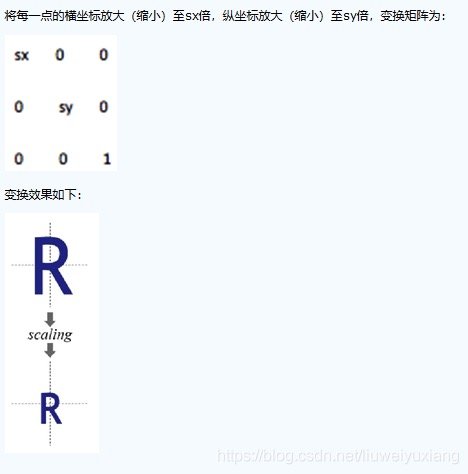 将每一点的横坐标放大（缩小）至sx倍，纵坐标放大（缩小）至sy倍，变换矩阵为：
sx 0 0
0 sy 0
0 0 1
变换效果如下：
R
scaling
R
https://blog.csdn.net/liuweiyuxiang